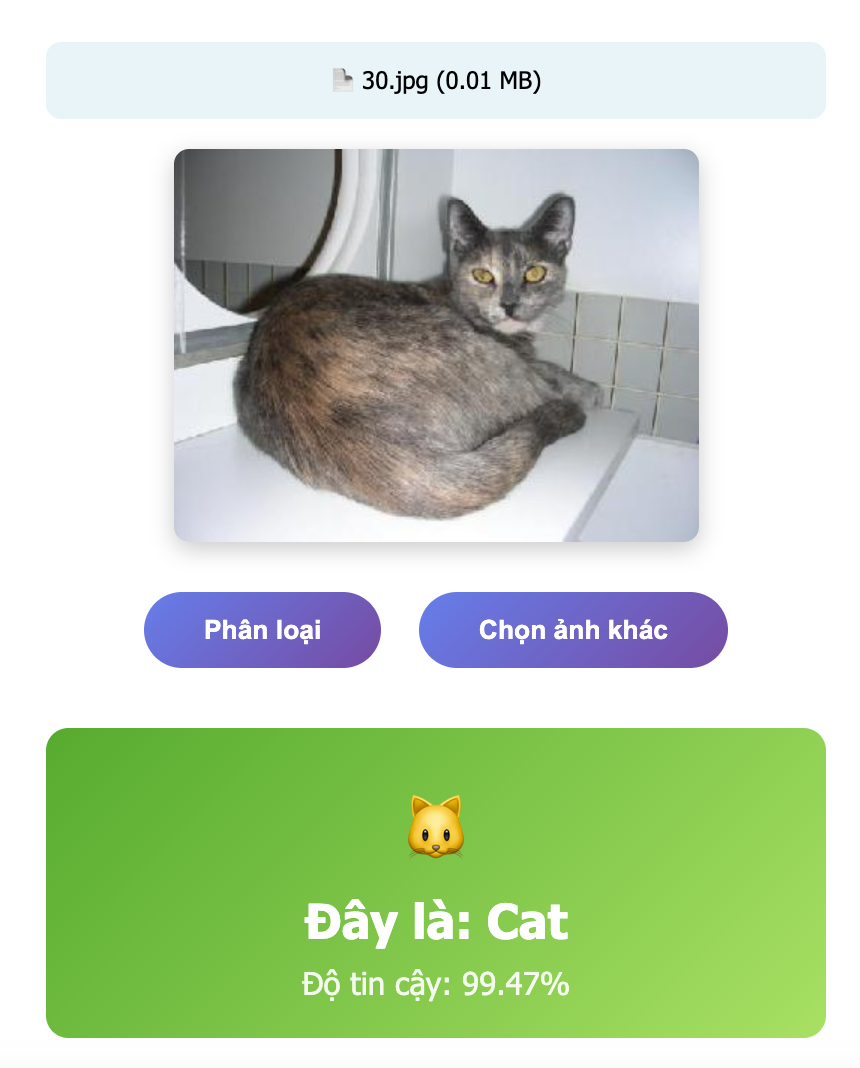 30.jpg (0.01 MB)
Phân loại
Chọn ảnh khác
Đây là: Cat
Độ tin cậy: 99.47%